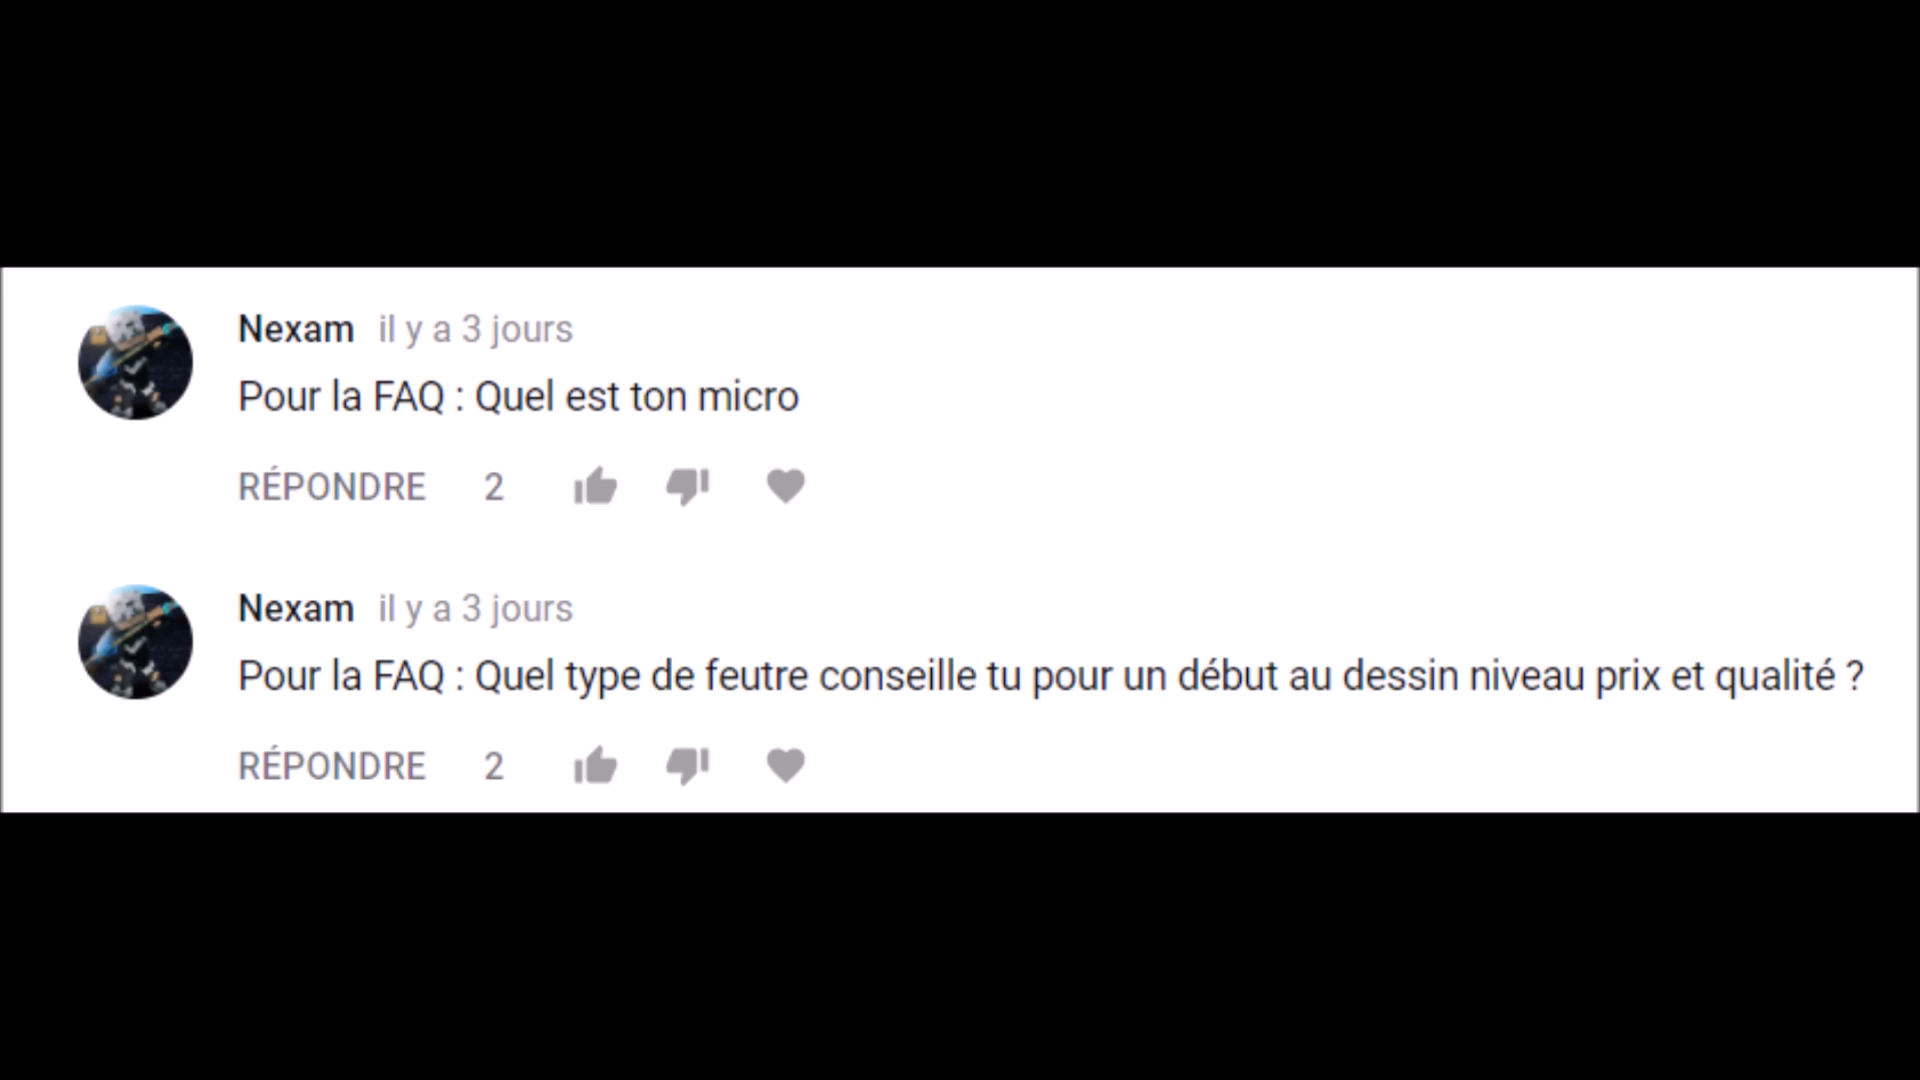 Nexam il y a 3 jours
Pour la FAQ : Quel est ton micro
RÉPONDRE 2
Nexam il y a 3 jours
Pour la FAQ : Quel type de feutre conseille tu pour un début au dessin niveau prix et qualité ?
RÉPONDRE 2